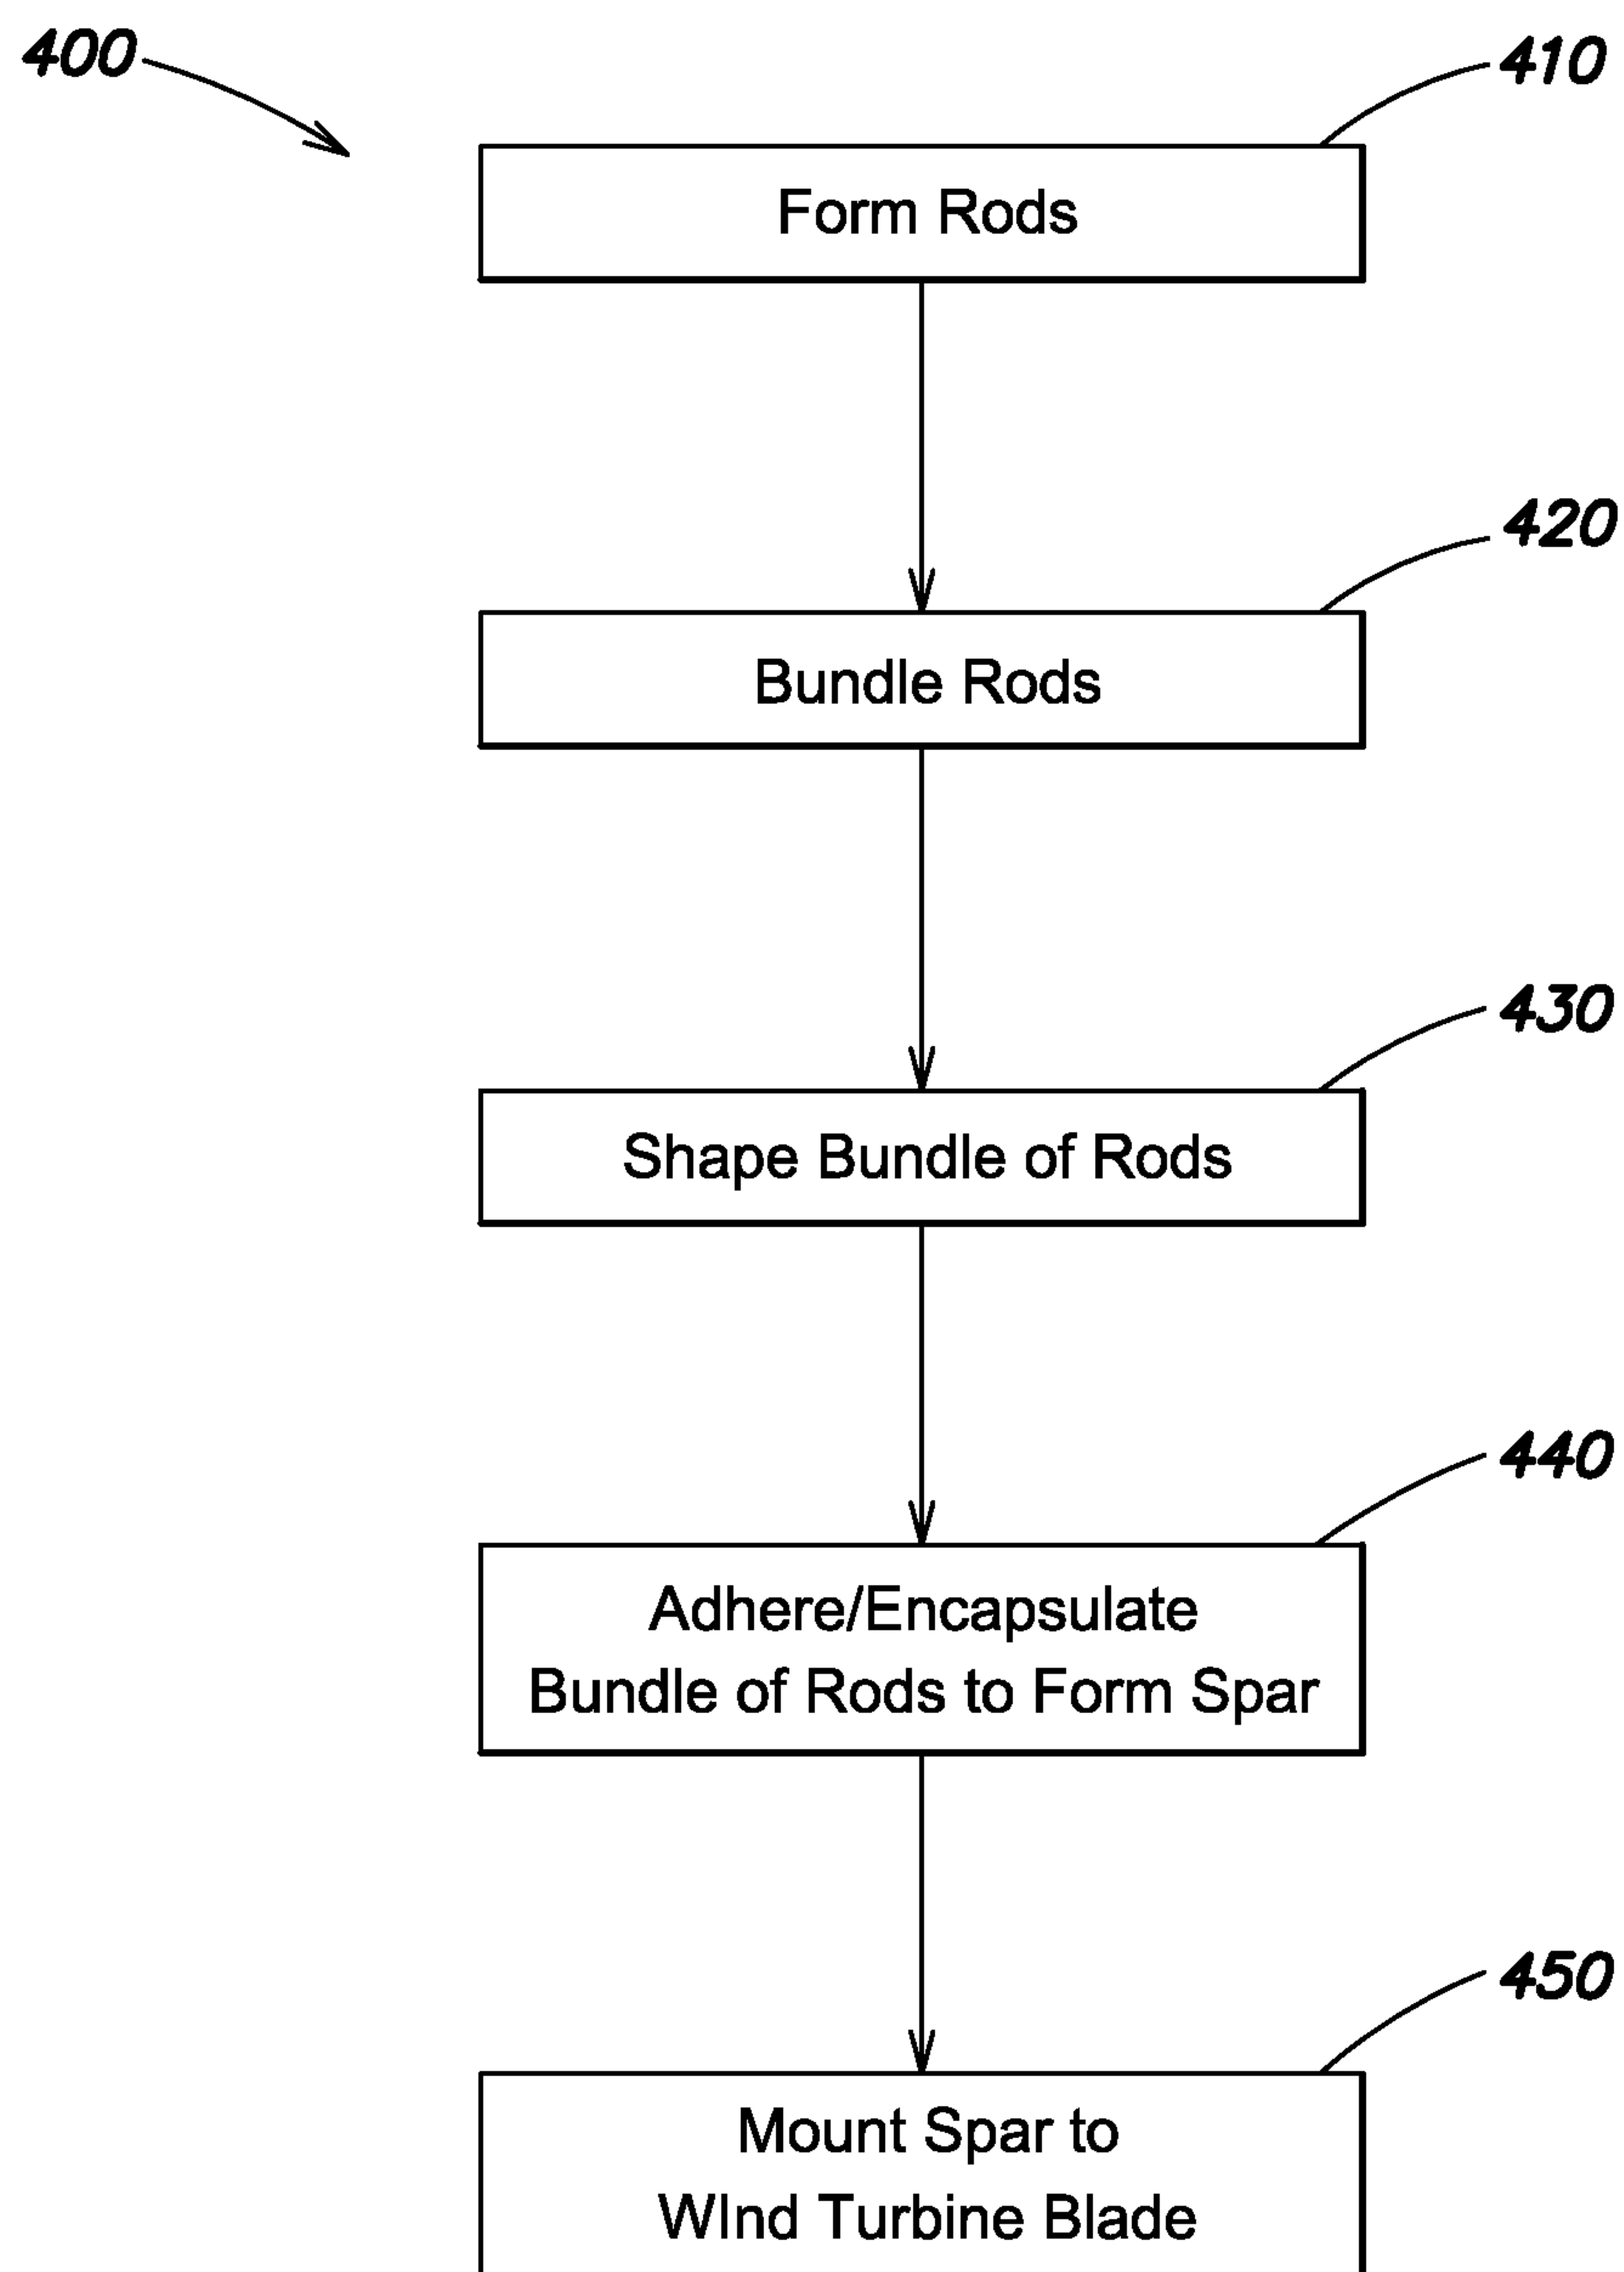 400
410
Form Rods
420
Bundle Rods
430
Shape Bundle of Rods
440
Adhere/Encapsulate
Bundle of Rods to Form Spar
450
Mount Spar to
WInd Turbine Blade